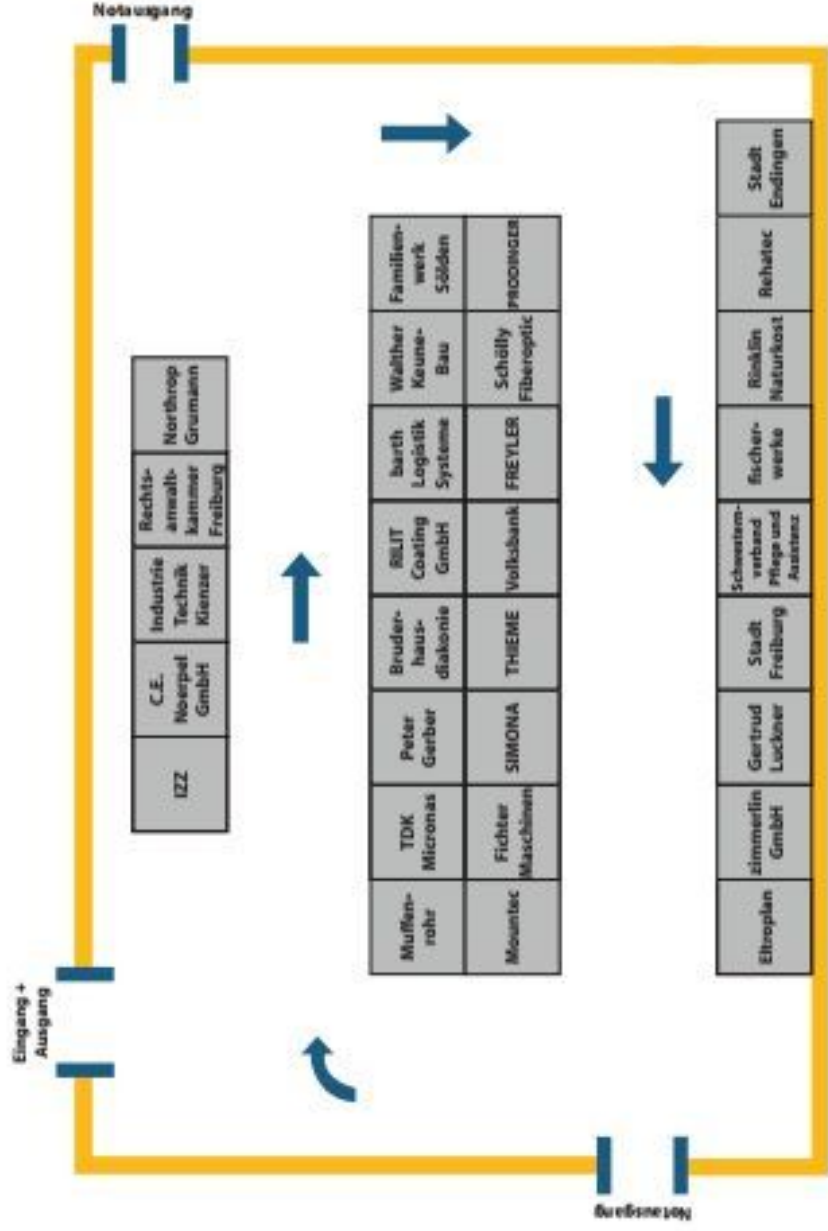 Notausgang
Eingang +
Ausgang
IZZ
C.E.
Noerpel
GmbH
Industrie
Technik
Kienzer
Rechts-
anwalt-
kammer
Freiburg
Northrop
Grumann
Muffen-
rohr
TDK
Micronas
Peter
Gerber
Bruder-
haus-
diakonie
RILIT
Coating
GmbH
barth
Logistik
Systeme
Walther
Keune-
Bau
Familien-
werk
Sölden
Mountec
Fichter
Maschinen
SIMONA
THIEME
Volksbank
FREYLER
Schölly
Fiberoptic
PRODINGER
Eltroplan
zimmerlin
GmbH
Gertrud
Luckner
Stadt
Freiburg
Schwestern-
verband
Pflege und
Assistenz
fischer-
werke
Rinklin
Naturkost
Rehatec
Stadt
Endingen
Notausgang